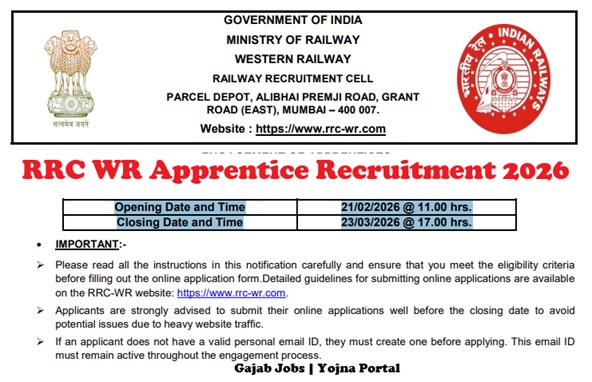 GOVERNMENT OF INDIA
MINISTRY OF RAILWAY
WESTERN RAILWAY
RAILWAY RECRUITMENT CELL
PARCEL DEPOT, ALIBHAI PREMJI ROAD, GRANT
ROAD (EAST), MUMBAI – 400 007.
Website : https://www.rrc-wr.com
सत्यमेव जयते
भारतीय रेल
INDIAN RAILWAYS
RRC WR Apprentice Recruitment 2026
Opening Date and Time 21/02/2026 @ 11.00 hrs.
Closing Date and Time 23/03/2026 @ 17.00 hrs.
• IMPORTANT:-
➢ Please read all the instructions in this notification carefully and ensure that you meet the eligibility criteria
before filling out the online application form.Detailed guidelines for submitting online applications are available
on the RRC-WR website: https://www.rrc-wr.com.
➢ Applicants are strongly advised to submit their online applications well before the closing date to avoid
potential issues due to heavy website traffic.
➢ If an applicant does not have a valid personal email ID, they must create one before applying. This email ID
must remain active throughout the engagement process.
Gajab Jobs | Yojna Portal